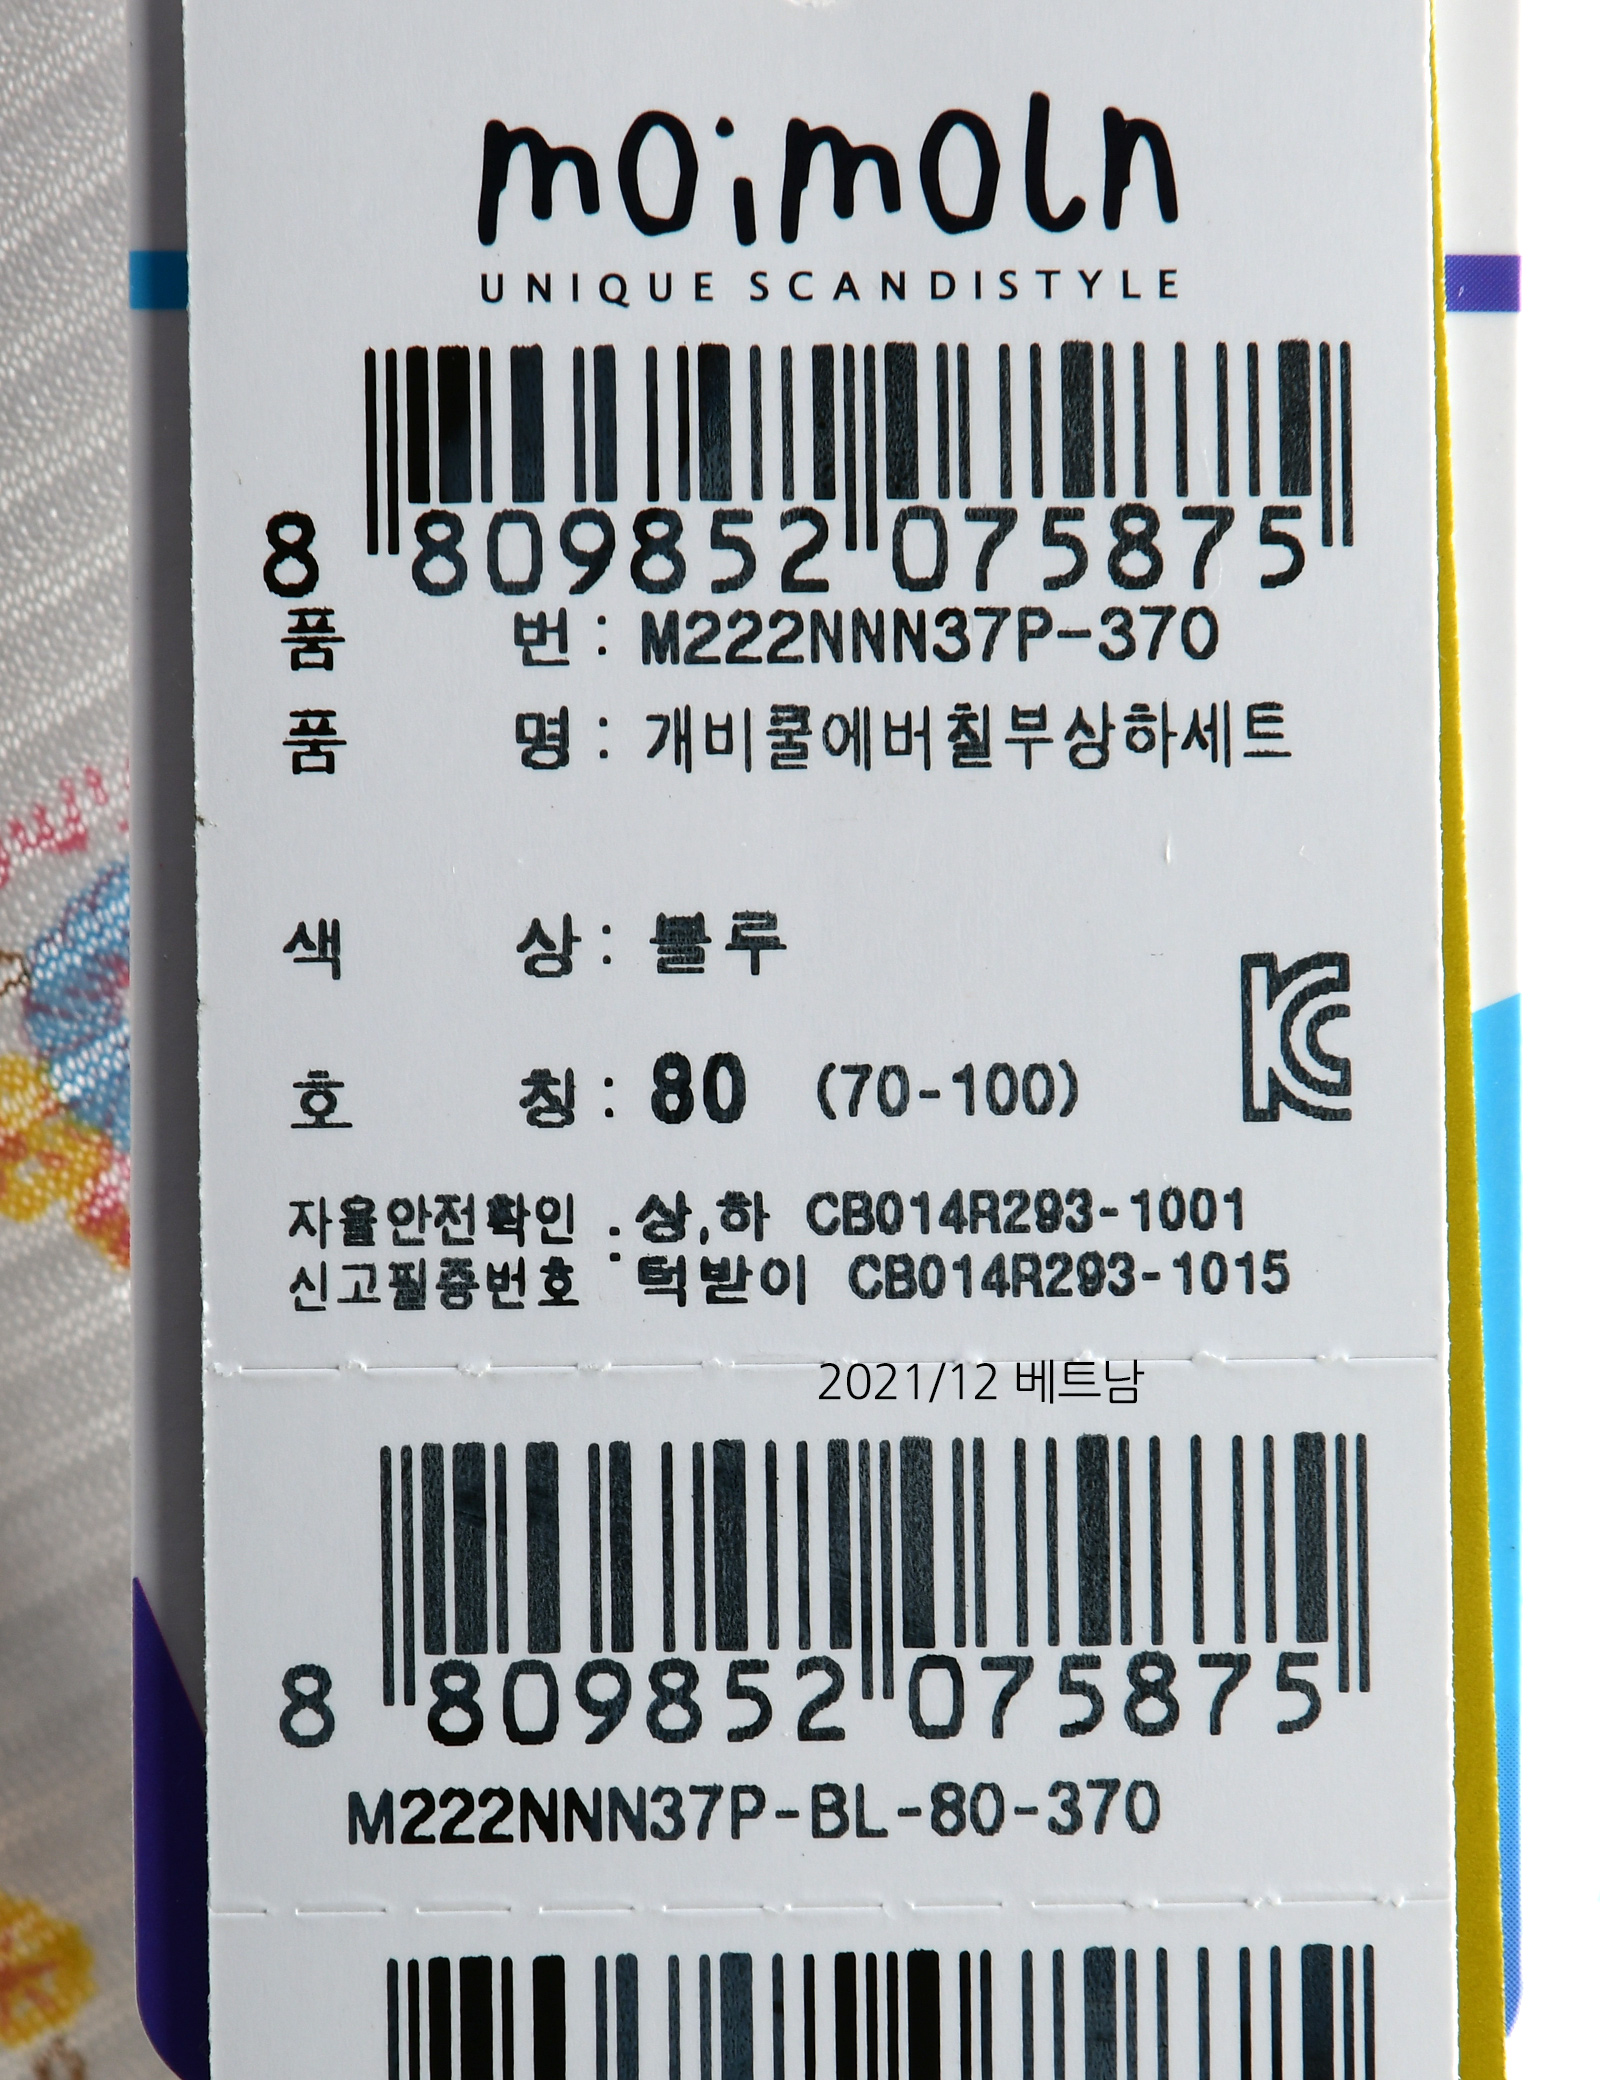 moimoln
UNIQUE SCANDISTYLE
8 809852 075875
품 번 : M222NNN37P-370
품 명 : 개비쿨에버칠부상하세트
색 상 : 블루
KC
호 칭 : 80 (70-100)
자율안전확인 : 상,하 CB014R293-1001
신고필증번호 턱받이 CB014R293-1015
2021/12 베트남
8 809852 075875
M222NNN37P-BL-80-370